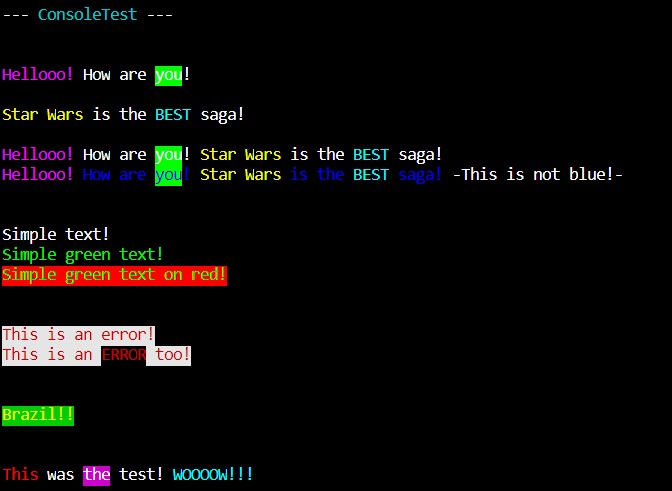 --- ConsoleTest ---
Hellooo! How are you!
Star Wars is the BEST saga!
Hellooo! How are you! Star Wars is the BEST saga!
Hellooo! How are you! Star Wars is the BEST saga! -This is not blue!-
Simple text!
Simple green text!
Simple green text on red!
This is an error!
This is an ERROR too!
Brazil!!
This was the test! WOOOOW!!!